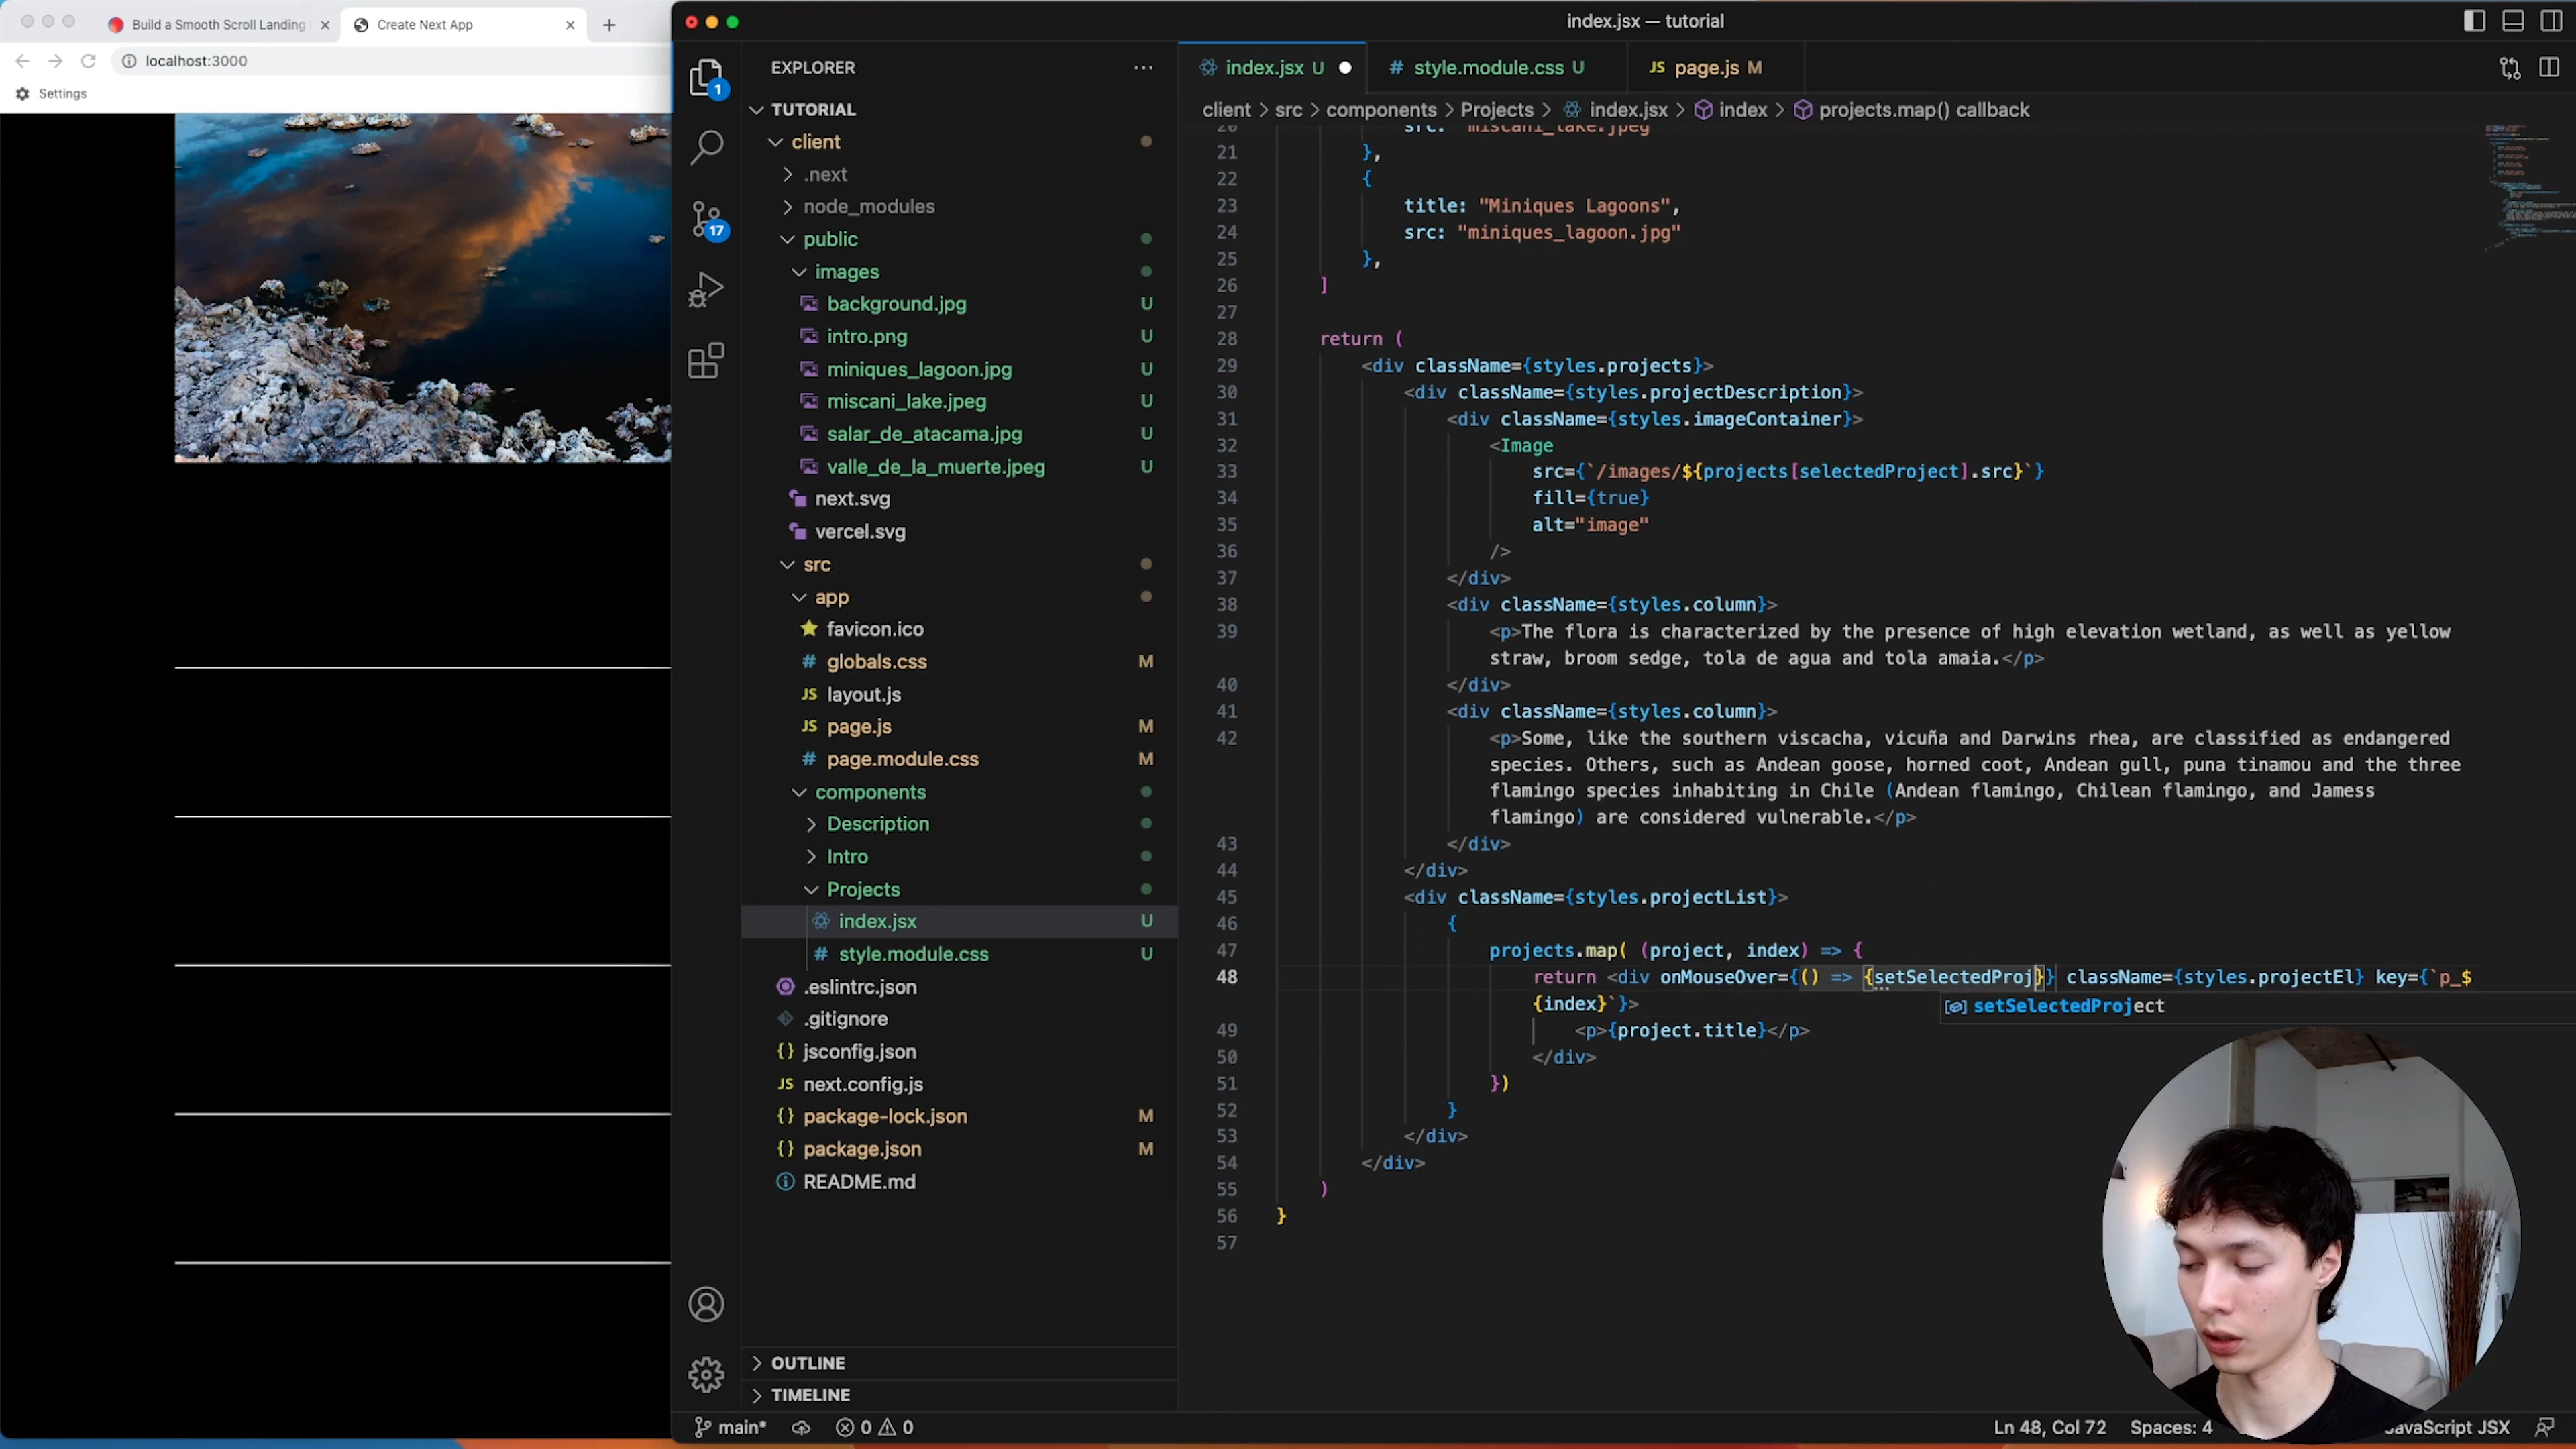 Build a Smooth Scroll Landing
Create Next App
localhost:3000
Settings
index.jsx — tutorial
EXPLORER
TUTORIAL
client
.next
node_modules
public
images
background.jpg U
intro.png U
miniques_lagoon.jpg U
miscani_lake.jpeg U
salar_de_atacama.jpg U
valle_de_la_muerte.jpeg U
next.svg
vercel.svg
src
app
favicon.ico
globals.css M
layout.js
page.js M
page.module.css M
components
Description
Intro
Projects
index.jsx U
style.module.css U
.eslintrc.json
.gitignore
jsconfig.json
next.config.js
package-lock.json M
package.json M
README.md
OUTLINE
TIMELINE
1
17
index.jsx U
style.module.css U
page.js M
client > src > components > Projects > index.jsx > index > projects.map() callback
20 src: "miscani_lake.jpeg
21 },
22 {
23 title: "Miniques Lagoons",
24 src: "miniques_lagoon.jpg"
25 },
26 ]
27
28 return (
29 <div className={styles.projects}>
30 <div className={styles.projectDescription}>
31 <div className={styles.imageContainer}>
32 <Image
33 src={`/images/${projects[selectedProject].src}`}
34 fill={true}
35 alt="image"
36 />
37 </div>
38 <div className={styles.column}>
39 <p>The flora is characterized by the presence of high elevation wetland, as well as yellow
straw, broom sedge, tola de agua and tola amaia.</p>
40 </div>
41 <div className={styles.column}>
42 <p>Some, like the southern viscacha, vicuña and Darwins rhea, are classified as endangered
species. Others, such as Andean goose, horned coot, Andean gull, puna tinamou and the three
flamingo species inhabiting in Chile (Andean flamingo, Chilean flamingo, and Jamess
flamingo) are considered vulnerable.</p>
43 </div>
44 </div>
45 <div className={styles.projectList}>
46 {
47 projects.map( (project, index) => {
48 return <div onMouseOver={() => {setSelectedProj}} className={styles.projectEl} key={`p_$
{index}`}>
setSelectedProject
49 <p>{project.title}</p>
50 </div>
51 })
52 }
53 </div>
54 </div>
55 )
56 }
57
main*
0
0
Ln 48, Col 72
Spaces: 4
JavaScript JSX